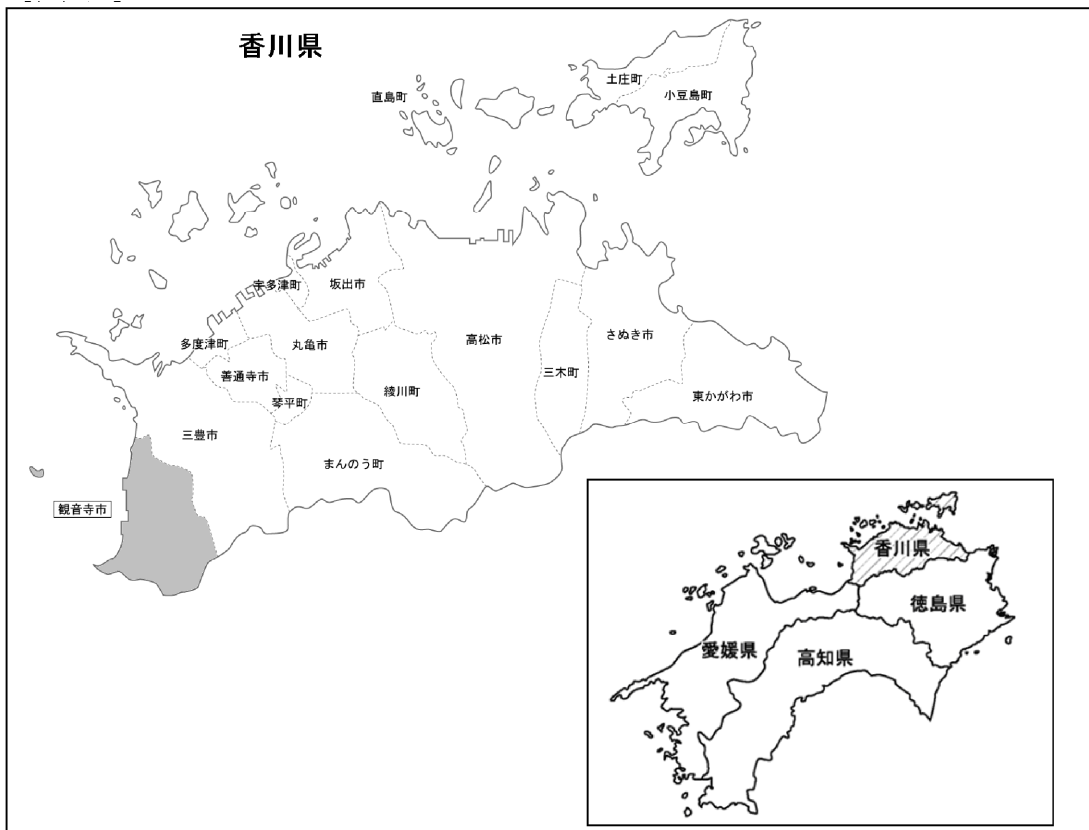 香川県
土庄町
小豆島町
直島町
宇多津町
坂出市
高松市
さぬき市
多度津町
丸亀市
善通寺市
三木町
綾川町
東かがわ市
琴平町
三豊市
まんのう町
観音寺市
香川県
徳島県
愛媛県
高知県